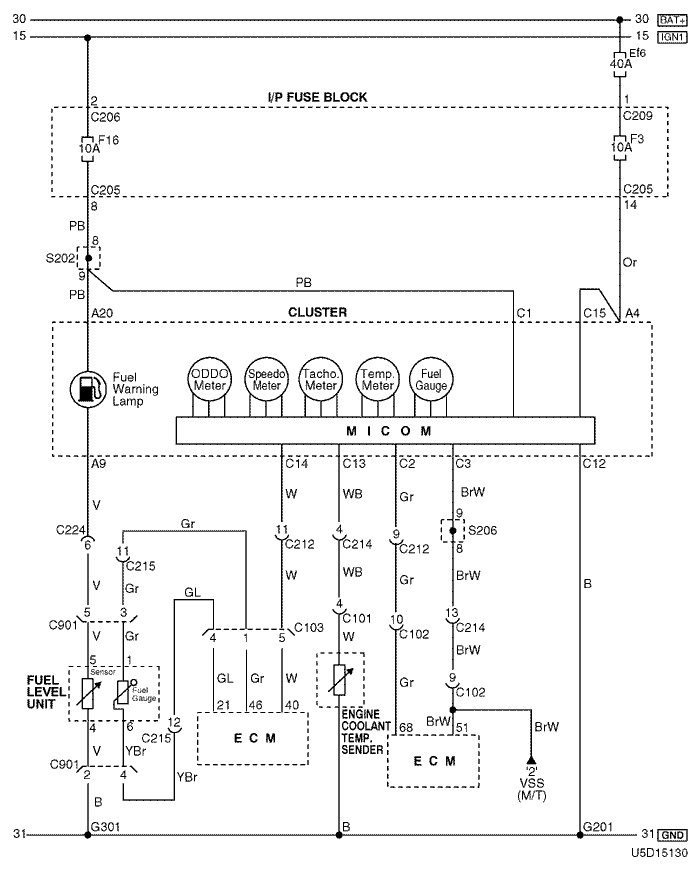 30 30 BAT+
15 15 IGN1
Ef6
40A
I/P FUSE BLOCK
2 1
C206 C209
F16 F3
10A 10A
C205 C205
8 14
PB
8
S202 Or
9
PB PB
A20 CLUSTER C1 C15 A4
ODDO Meter
Speedo Meter
Tacho. Meter
Temp. Meter
Fuel Gauge
Fuel
Warning
Lamp
M I C O M
A9 C14 C13 C2 C3 C12
V W WB Gr BrW
9
C224 Gr 11 4 9 S206
6 11 C212 C214 C212 8
C215
V Gr GL W WB Gr BrW B
5 3 4 10 13
C901 C103 C101 C102 C214
4 1 5
V Gr W BrW
5 1
Sensor
FUEL
LEVEL
UNIT
Fuel
Gauge
GL Gr W Gr 9
C102
21 46 40
4 6 12
C215
ECM
ENGINE
COOLANT
TEMP.
SENDER
BrW BrW
68 51
ECM
V YBr
C901
2 4
YBr
2
VSS
(M/T)
B
31 G301 B G201 31 GND
U5D15130